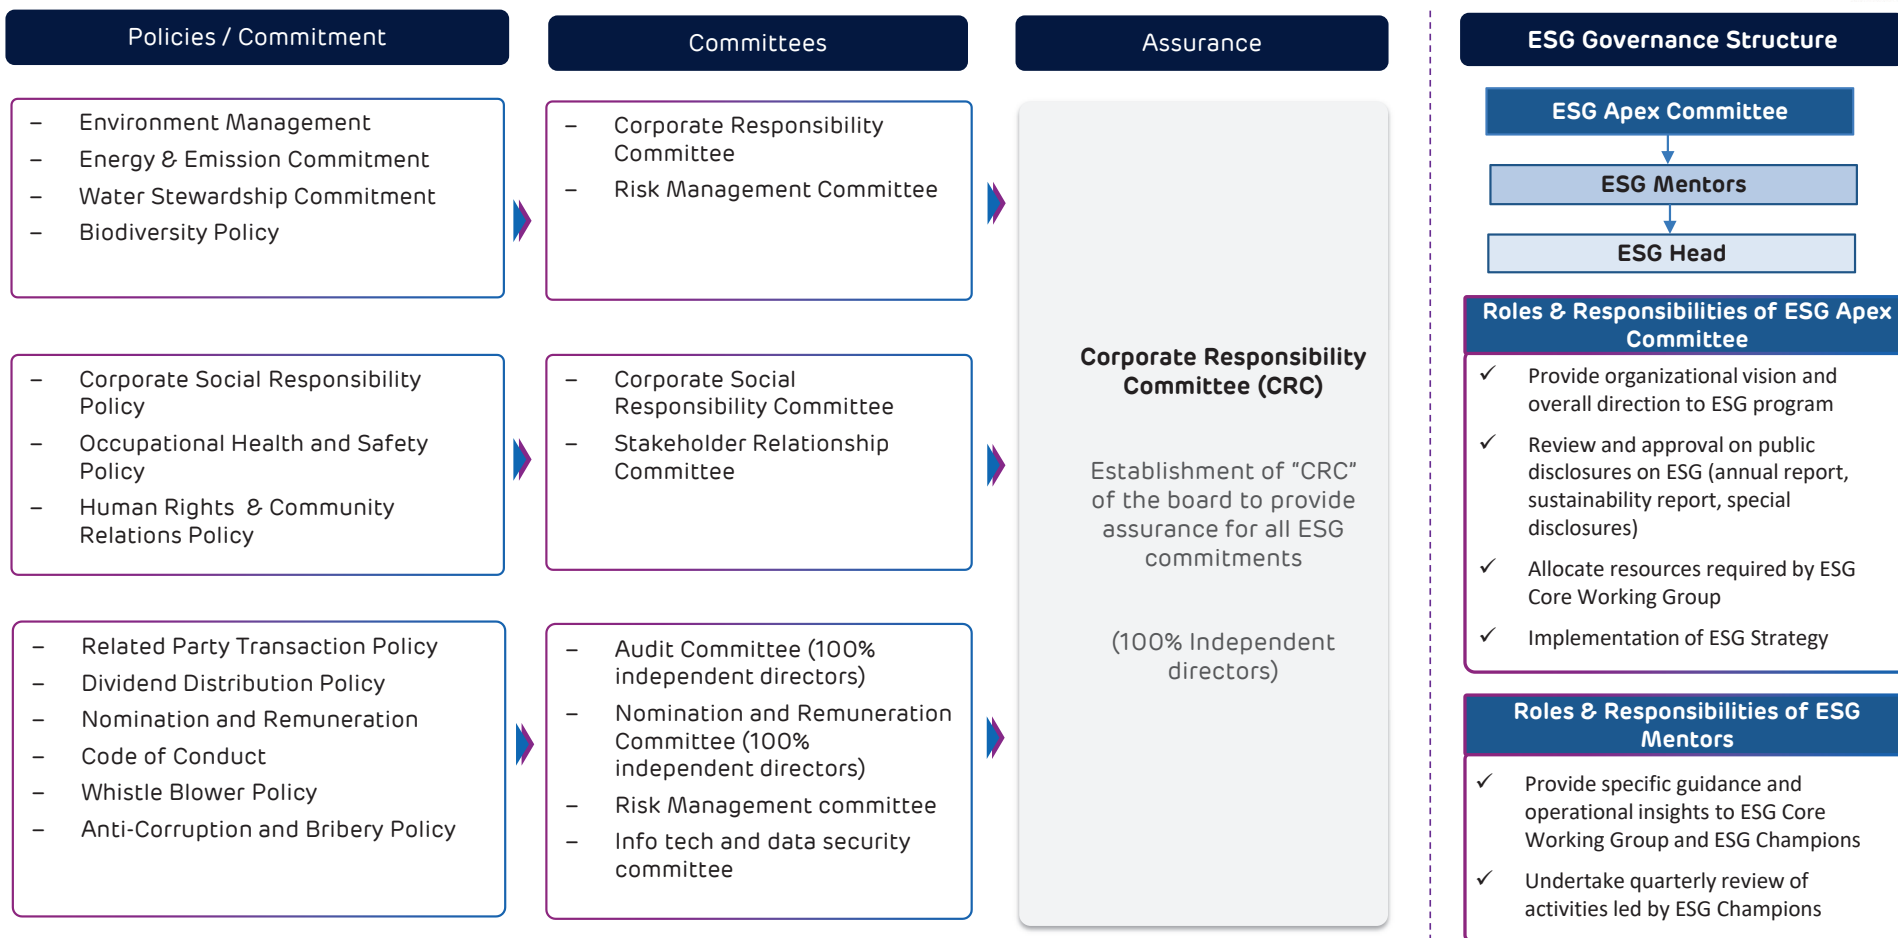 Policies / Commitment
Committees
Assurance
ESG Governance Structure
– Environment Management
– Energy & Emission Commitment
– Water Stewardship Commitment
– Biodiversity Policy
– Corporate Responsibility
Committee
– Risk Management Committee
– Corporate Social Responsibility
Policy
– Occupational Health and Safety
Policy
– Human Rights & Community
Relations Policy
– Corporate Social
Responsibility Committee
– Stakeholder Relationship
Committee
– Related Party Transaction Policy
– Dividend Distribution Policy
– Nomination and Remuneration
– Code of Conduct
– Whistle Blower Policy
– Anti-Corruption and Bribery Policy
– Audit Committee (100%
independent directors)
– Nomination and Remuneration
Committee (100%
independent directors)
– Risk Management committee
– Info tech and data security
committee
Corporate Responsibility
Committee (CRC)
Establishment of "CRC"
of the board to provide
assurance for all ESG
commitments
(100% Independent
directors)
ESG Apex Committee
ESG Mentors
ESG Head
Roles & Responsibilities of ESG Apex
Committee
✓ Provide organizational vision and
overall direction to ESG program
✓ Review and approval on public
disclosures on ESG (annual report,
sustainability report, special
disclosures)
✓ Allocate resources required by ESG
Core Working Group
✓ Implementation of ESG Strategy
Roles & Responsibilities of ESG
Mentors
✓ Provide specific guidance and
operational insights to ESG Core
Working Group and ESG Champions
✓ Undertake quarterly review of
activities led by ESG Champions